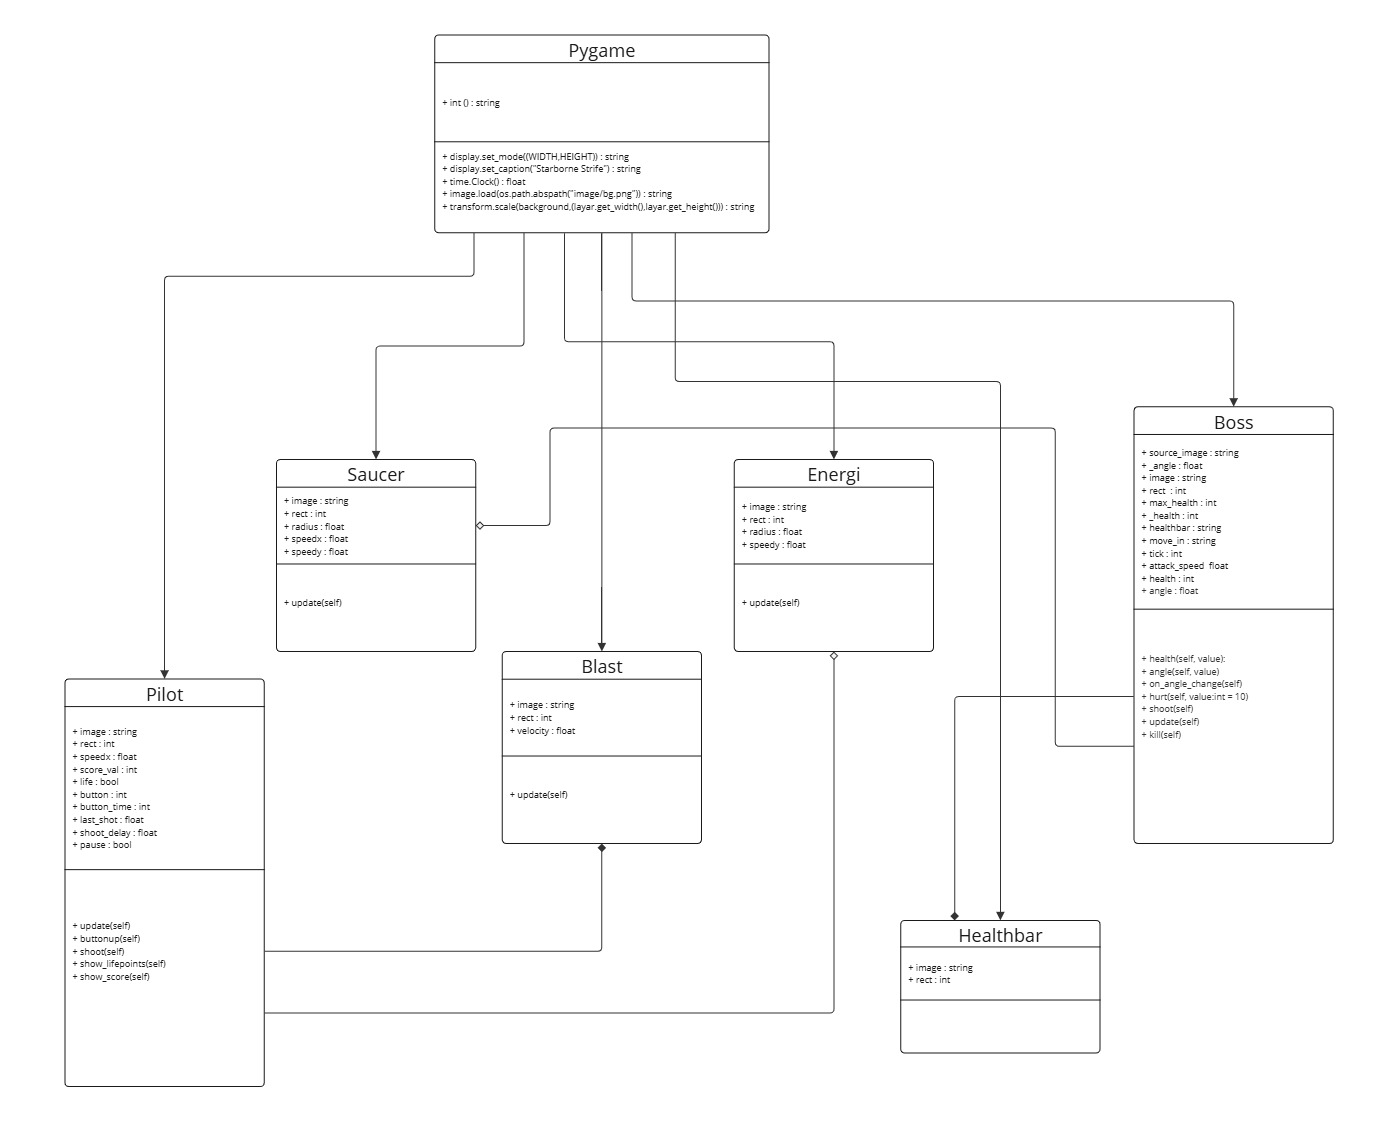 Pygame
+ int () : string
+ display.set_mode((WIDTH,HEIGHT)) : string
+ display.set_caption("Starborne Strife") : string
+ time.Clock() : float
+ image.load(os.path.abspath("image/bg.png")) : string
+ transform.scale(background,(layar.get_width(),layar.get_height())) : string
Boss
+ source_image : string
+ _angle : float
+ image : string
+ rect  : int
+ max_health : int
+ _health : int
+ healthbar : string
+ move_in : string
+ tick : int
+ attack_speed  float
+ health : int
+ angle : float
+ health(self, value):
+ angle(self, value)
+ on_angle_change(self)
+ hurt(self, value:int = 10)
+ shoot(self)
+ update(self)
+ kill(self)
Saucer
+ image : string
+ rect : int
+ radius : float
+ speedx : float
+ speedy : float
+ update(self)
Energi
+ image : string
+ rect : int
+ radius : float
+ speedy : float
+ update(self)
Blast
+ image : string
+ rect : int
+ velocity : float
+ update(self)
Pilot
+ image : string
+ rect : int
+ speedx : float
+ score_val : int
+ life : bool
+ button : int
+ button_time : int
+ last_shot : float
+ shoot_delay : float
+ pause : bool
+ update(self)
+ buttonup(self)
+ shoot(self)
+ show_lifepoints(self)
+ show_score(self)
Healthbar
+ image : string
+ rect : int